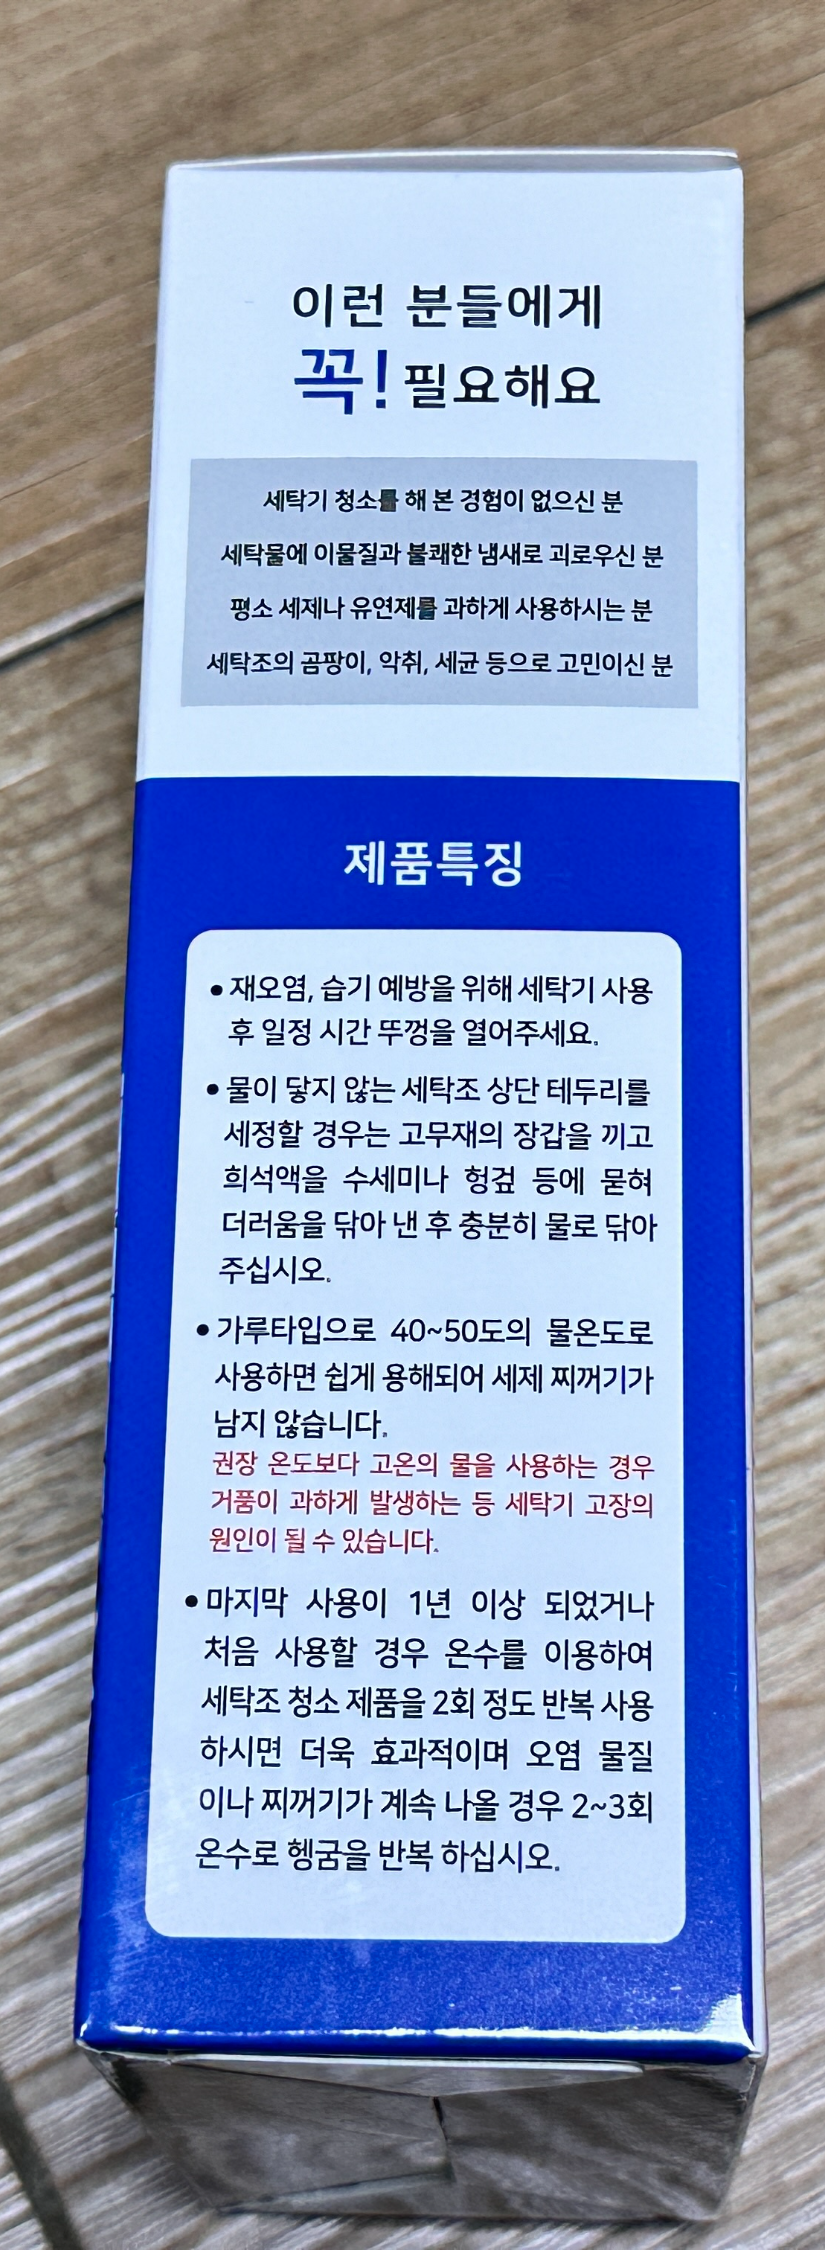 이런 분들에게
꼭! 필요해요
세탁기 청소를 해 본 경험이 없으신 분
세탁물에 이물질과 불쾌한 냄새로 괴로우신 분
평소 세제나 유연제를 과하게 사용하시는 분
세탁조의 곰팡이, 악취, 세균 등으로 고민이신 분
제품특징
• 재오염, 습기 예방을 위해 세탁기 사용
후 일정 시간 뚜껑을 열어주세요.
• 물이 닿지 않는 세탁조 상단 테두리를
세정할 경우는 고무재의 장갑을 끼고
희석액을 수세미나 헝겊 등에 묻혀
더러움을 닦아 낸 후 충분히 물로 닦아
주십시오.
• 가루타입으로 40~50도의 물온도로
사용하면 쉽게 용해되어 세제 찌꺼기가
남지 않습니다.
권장 온도보다 고온의 물을 사용하는 경우
거품이 과하게 발생하는 등 세탁기 고장의
원인이 될 수 있습니다.
• 마지막 사용이 1년 이상 되었거나
처음 사용할 경우 온수를 이용하여
세탁조 청소 제품을 2회 정도 반복 사용
하시면 더욱 효과적이며 오염 물질
이나 찌꺼기가 계속 나올 경우 2~3회
온수로 헹굼을 반복 하십시오.